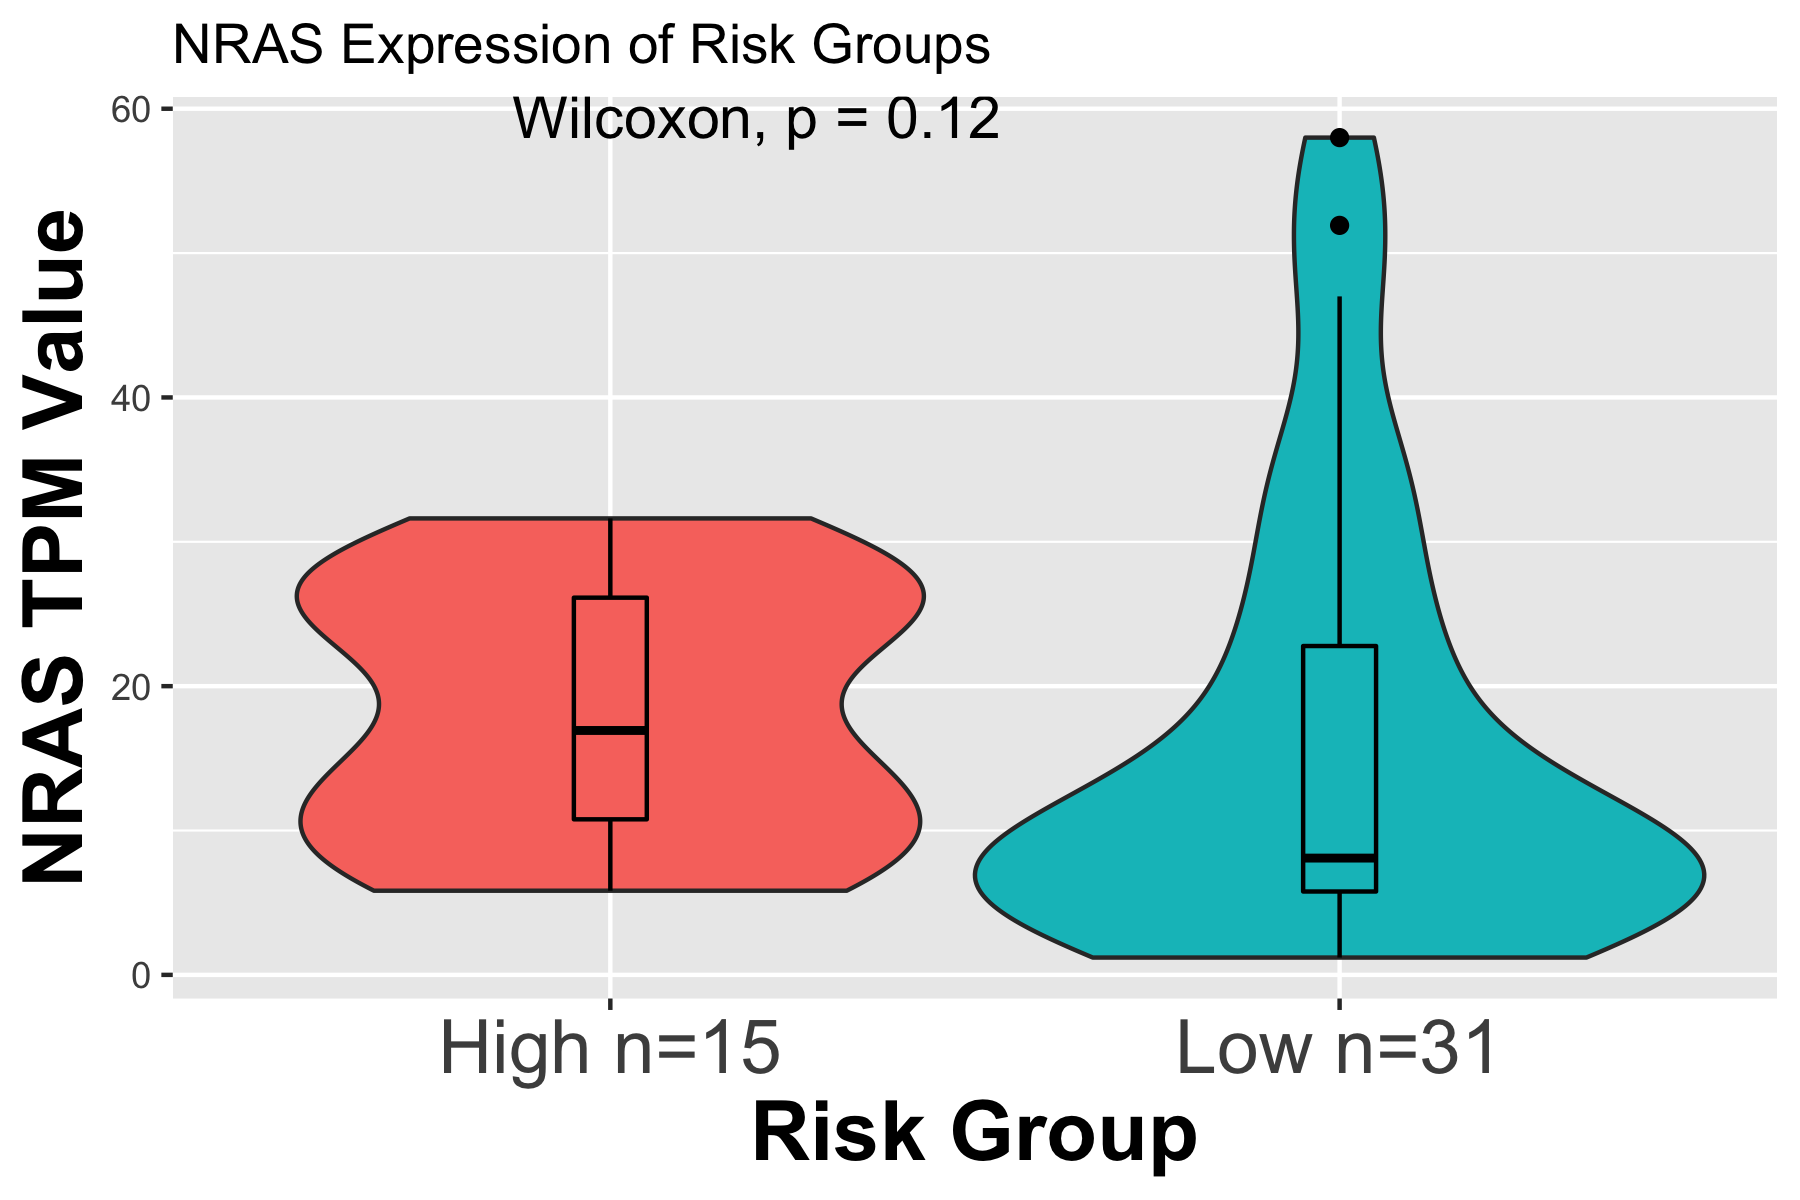 NRAS Expression of Risk Groups
Wilcoxon, p = 0.12
NRAS TPM Value
60
40
20
0
High n=15
Low n=31
Risk Group